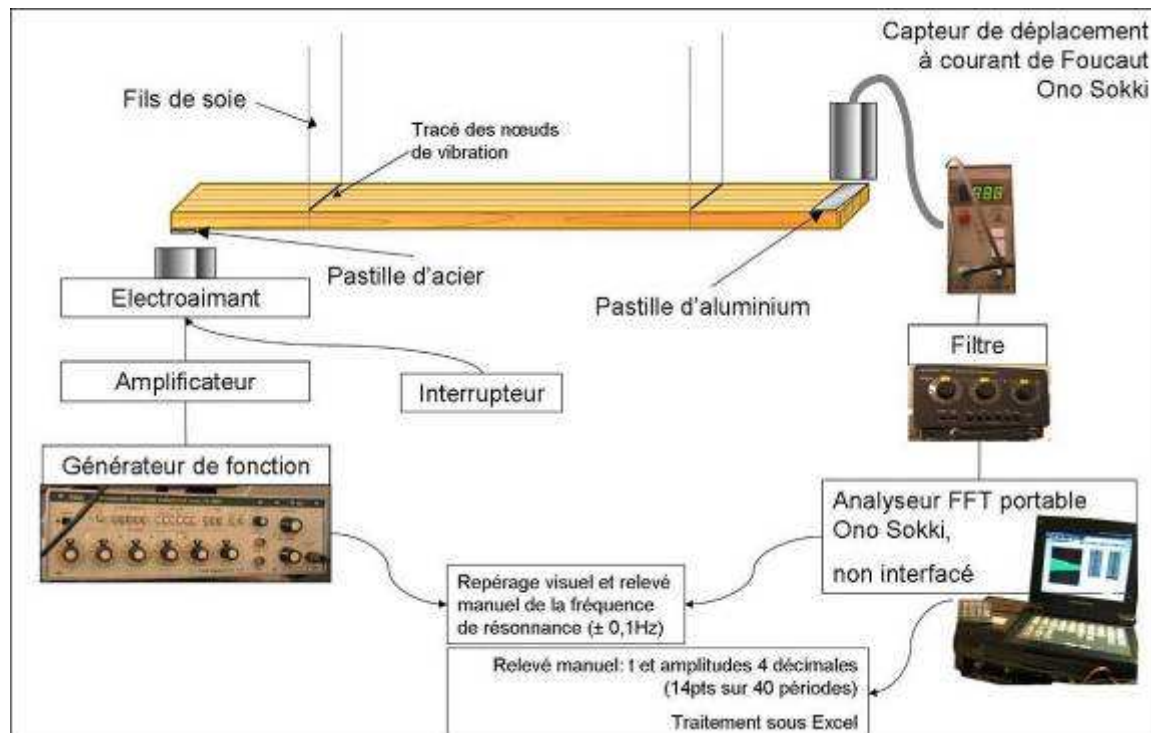 Capteur de déplacement
à courant de Foucaut
Ono Sokki
Fils de soie
Tracé des nœuds
de vibration
Pastille d'acier
Pastille d'aluminium
Electroaimant
Filtre
Amplificateur
Interrupteur
Générateur de fonction
Analyseur FFT portable
Ono Sokki,
non interfacé
Repérage visuel et relevé
manuel de la fréquence
de résonnance (± 0,1Hz)
Relevé manuel: t et amplitudes 4 décimales
(14pts sur 40 périodes)
Traitement sous Excel